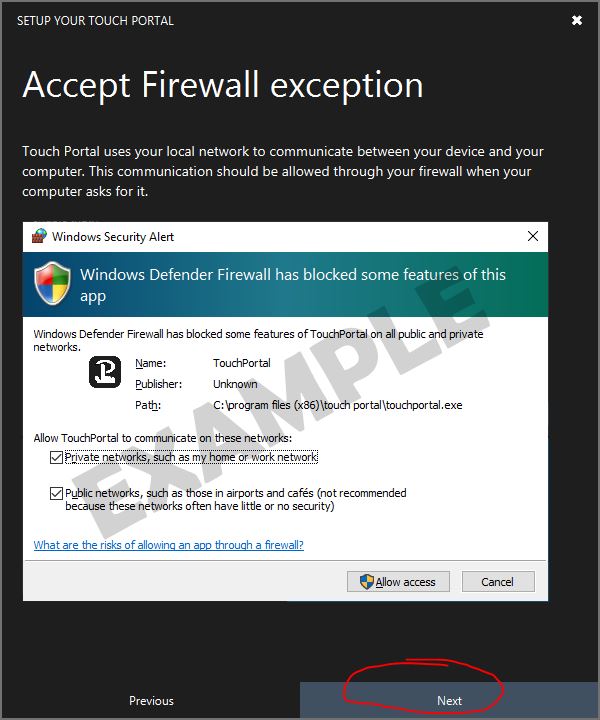 SETUP YOUR TOUCH PORTAL
Accept Firewall exception
Touch Portal uses your local network to communicate between your device and your
computer. This communication should be allowed through your firewall when your
computer asks for it.
Windows Security Alert
Windows Defender Firewall has blocked some features of this
app
Windows Defender Firewall has blocked some features of TouchPortal on all public and private
networks.
Name: TouchPortal
Publisher: Unknown
Path: C:\program files (x86)\touch portal\touchportal.exe
Allow TouchPortal to communicate on these networks:
Private networks, such as my home or work network
Public networks, such as those in airports and cafés (not recommended
because these networks often have little or no security)
What are the risks of allowing an app through a firewall?
Allow access Cancel
EXAMPLE
Previous Next